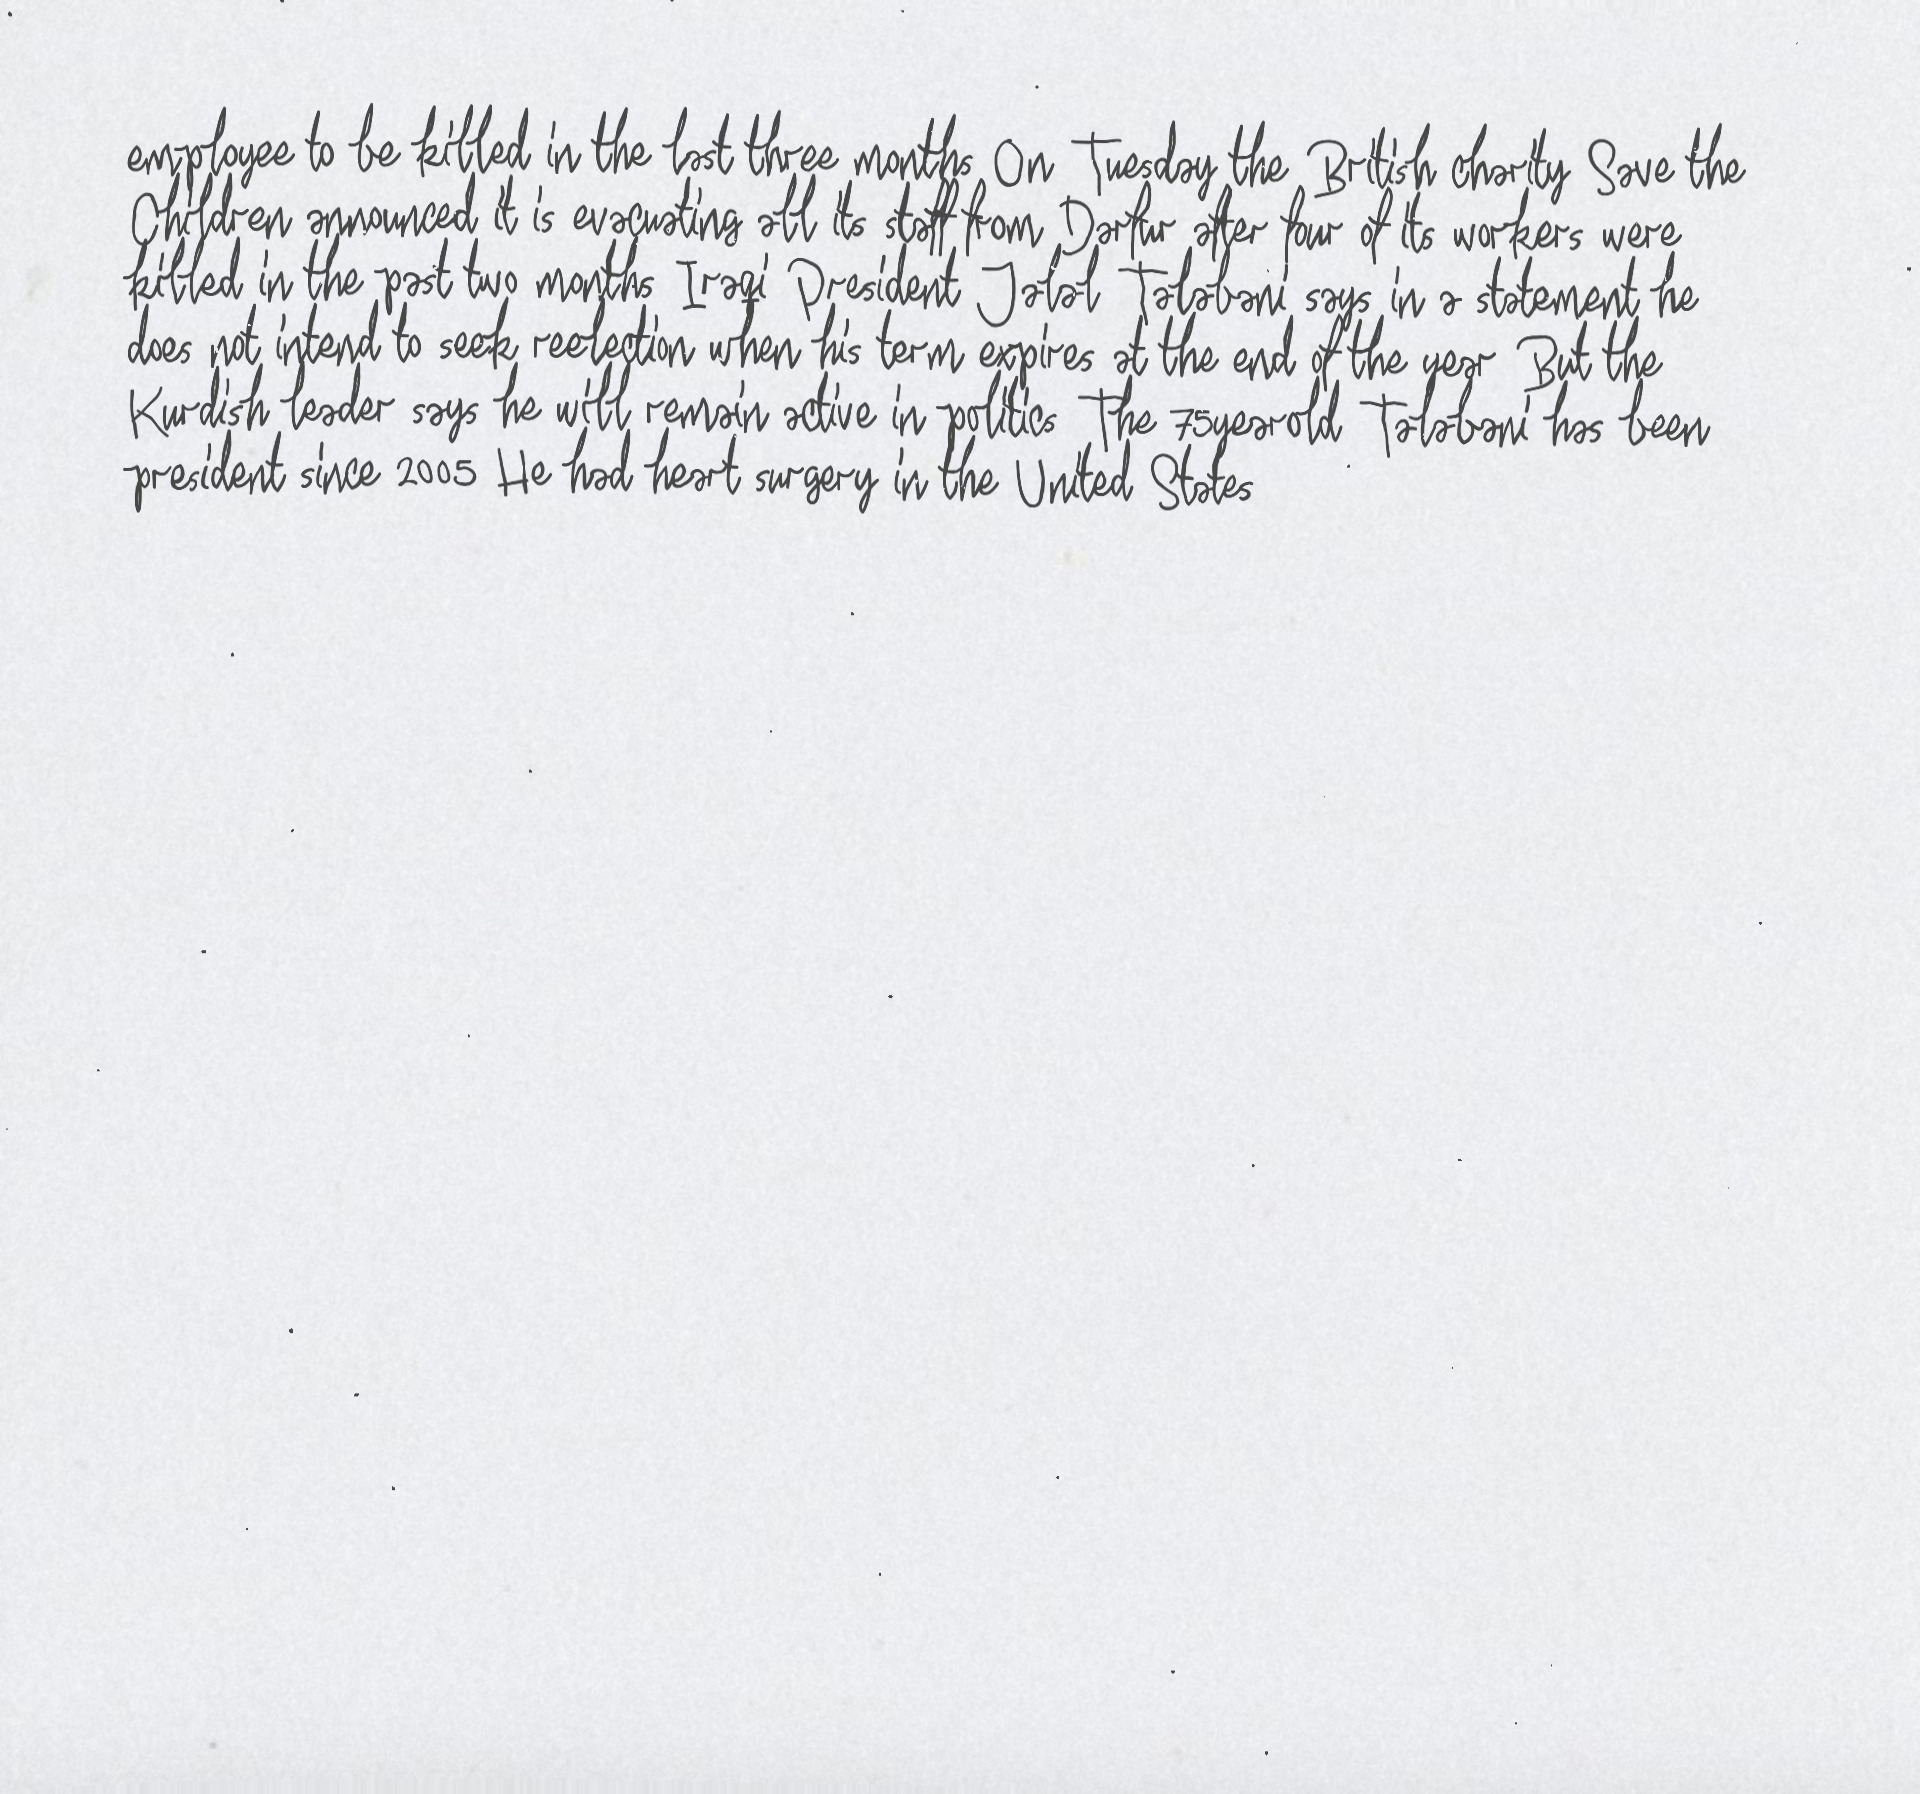 employee to be killed in the last three months On Tuesday the British charity Save the
Children announced it is evacuating all its staff from Darfur after four of its workers were
killed in the past two months Iraqi President Jalal Talabani says in a statement he
does not intend to seek reelection when his term expires at the end of the year But the
Kurdish leader says he will remain active in politics The 75yearold Talabani has been
president since 2005 He had heart surgery in the United States